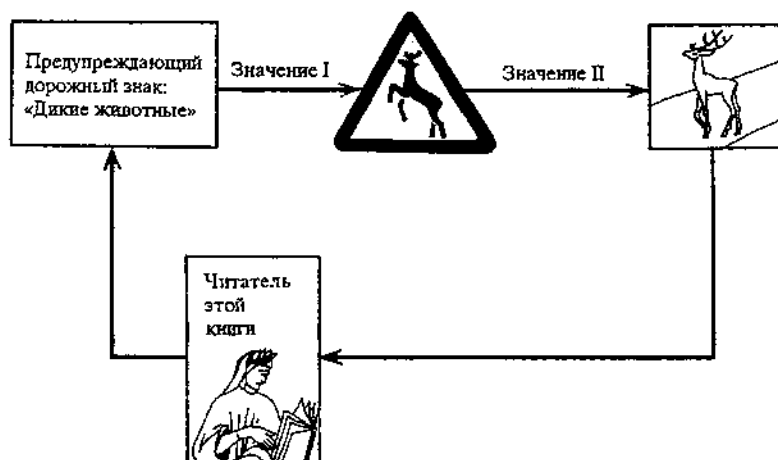 Предупреждающий
дорожный знак:
«Дикие животные»
Значение I
Значение II
Читатель
этой
книги